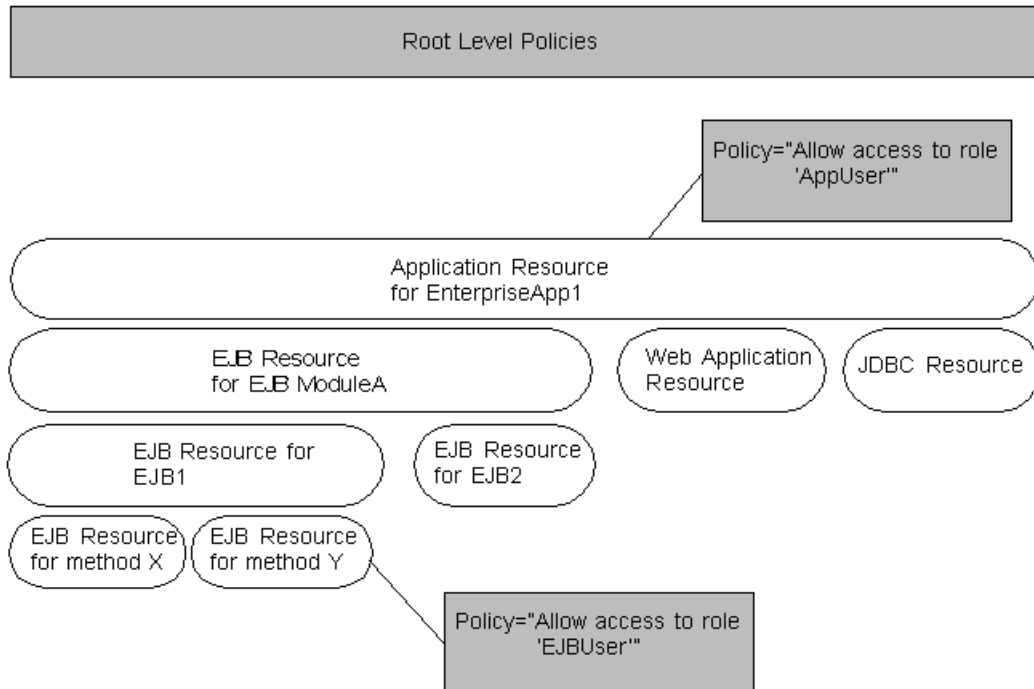 Root Level Policies
Policy="Allow access to role
'AppUser'"
Application Resource
for EnterpriseApp1
EJB Resource
for EJB ModuleA
Web Application
Resource
JDBC Resource
EJB Resource for
EJB1
EJB Resource
for EJB2
EJB Resource
for method X
EJB Resource
for method Y
Policy="Allow access to role
'EJBUser'"